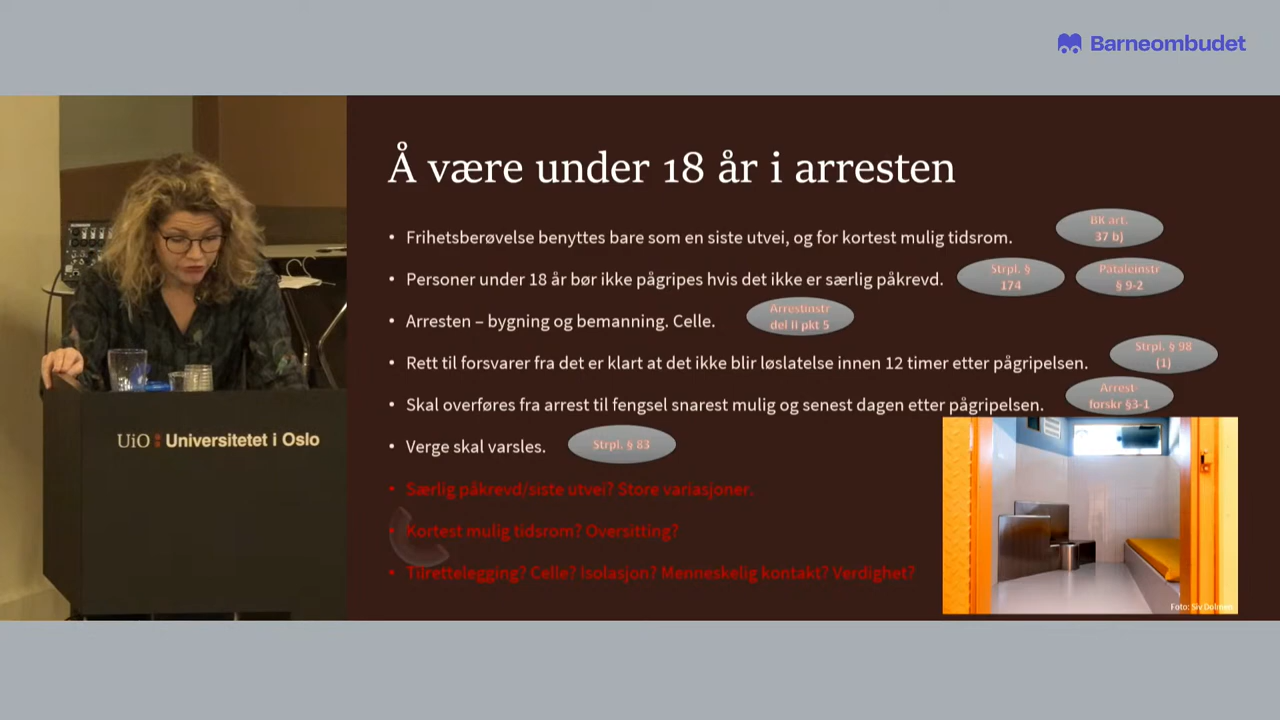 Barneombudet
Å være under 18 år i arresten
• Frihetsberøvelse benyttes bare som en siste utvei, og for kortest mulig tidsrom.
BK art.
37 b)
• Personer under 18 år bør ikke pågripes hvis det ikke er særlig påkrevd.
Strpl. §
174
Påtaleinstr
§ 9-2
• Arresten – bygning og bemanning. Celle.
Arrestinstr
del II pkt 5
• Rett til forsvarer fra det er klart at det ikke blir løslatelse innen 12 timer etter pågripelsen.
Strpl. § 98
(1)
• Skal overføres fra arrest til fengsel snarest mulig og senest dagen etter pågripelsen.
Arrest-
forskr §3-1
• Verge skal varsles.
Strpl. § 83
• Særlig påkrevd/siste utvei? Store variasjoner.
• Kortest mulig tidsrom? Oversitting?
• Tilrettelegging? Celle? Isolasjon? Menneskelig kontakt? Verdighet?
Foto: Siv Dolmen
UiO : Universitetet i Oslo